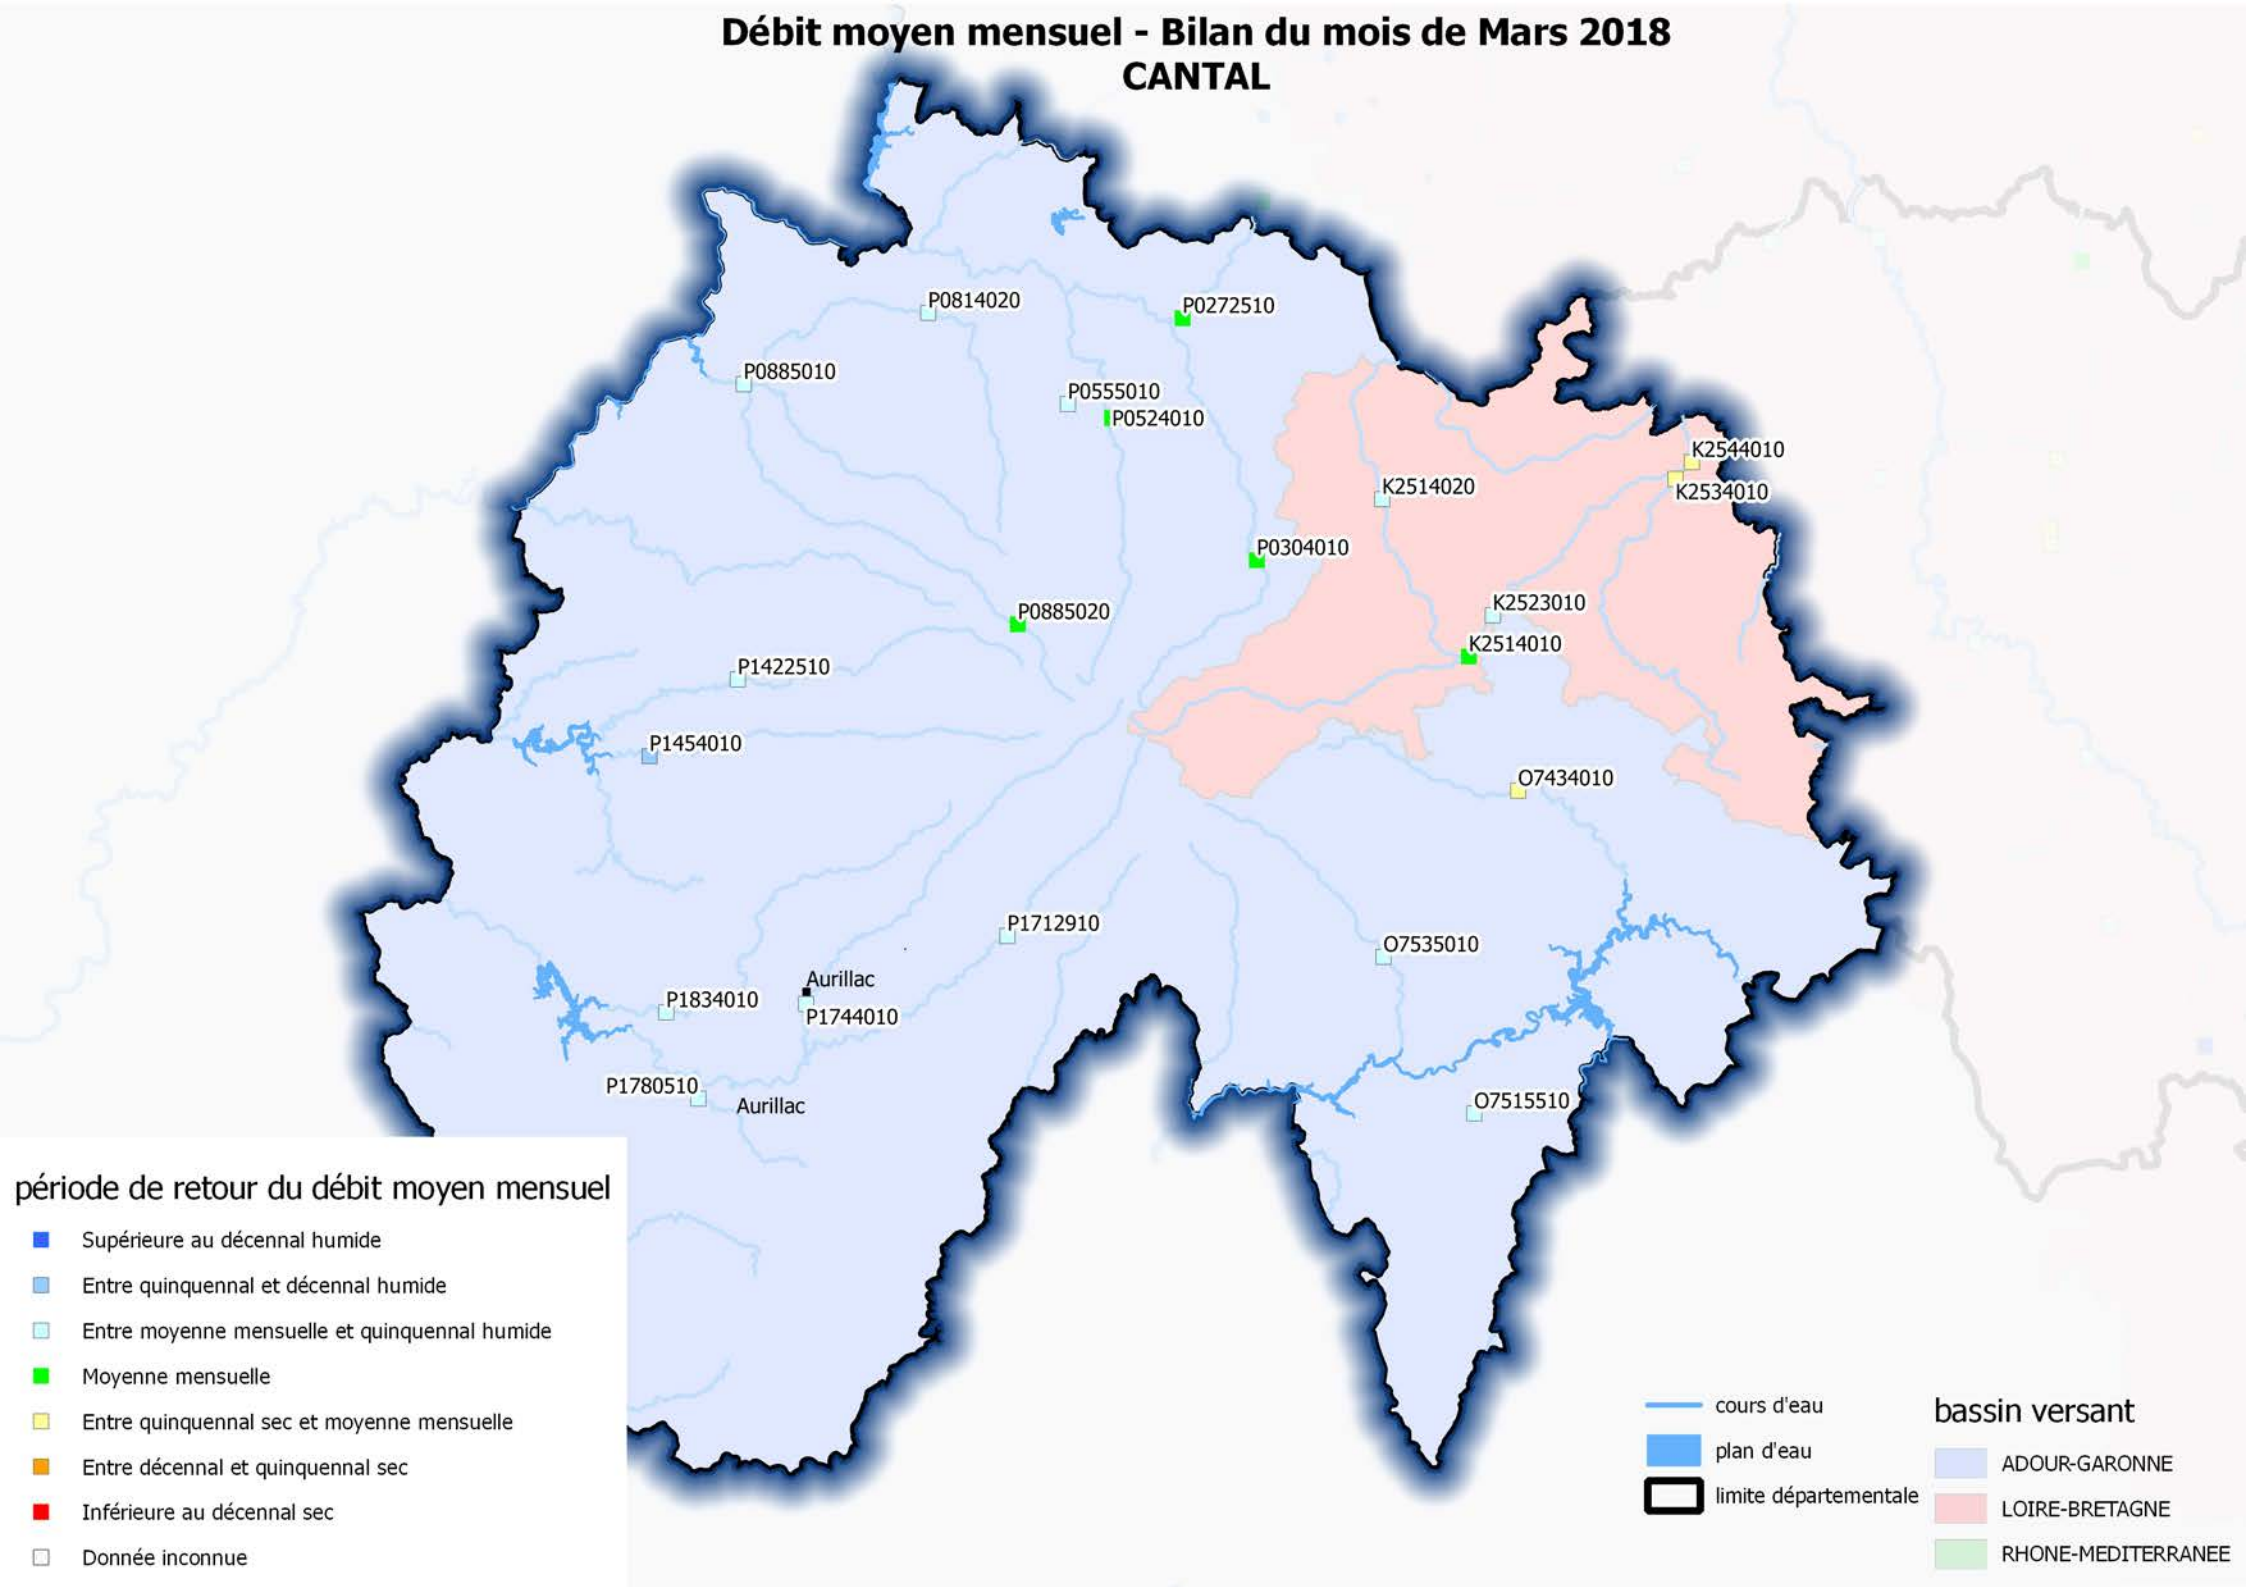 Débit moyen mensuel - Bilan du mois de Mars 2018
CANTAL
P0814020
P0272510
P0885010
P0555010
P0524010
K2544010
K2514020
K2534010
P0304010
K2523010
P0885020
K2514010
P1422510
P1454010
O7434010
P1712910
O7535010
Aurillac
P1834010
P1744010
P1780510
Aurillac
O7515510
période de retour du débit moyen mensuel
Supérieure au décennal humide
Entre quinquennal et décennal humide
Entre moyenne mensuelle et quinquennal humide
Moyenne mensuelle
Entre quinquennal sec et moyenne mensuelle
Entre décennal et quinquennal sec
Inférieure au décennal sec
Donnée inconnue
cours d'eau
plan d'eau
limite départementale
bassin versant
ADOUR-GARONNE
LOIRE-BRETAGNE
RHONE-MEDITERRANEE